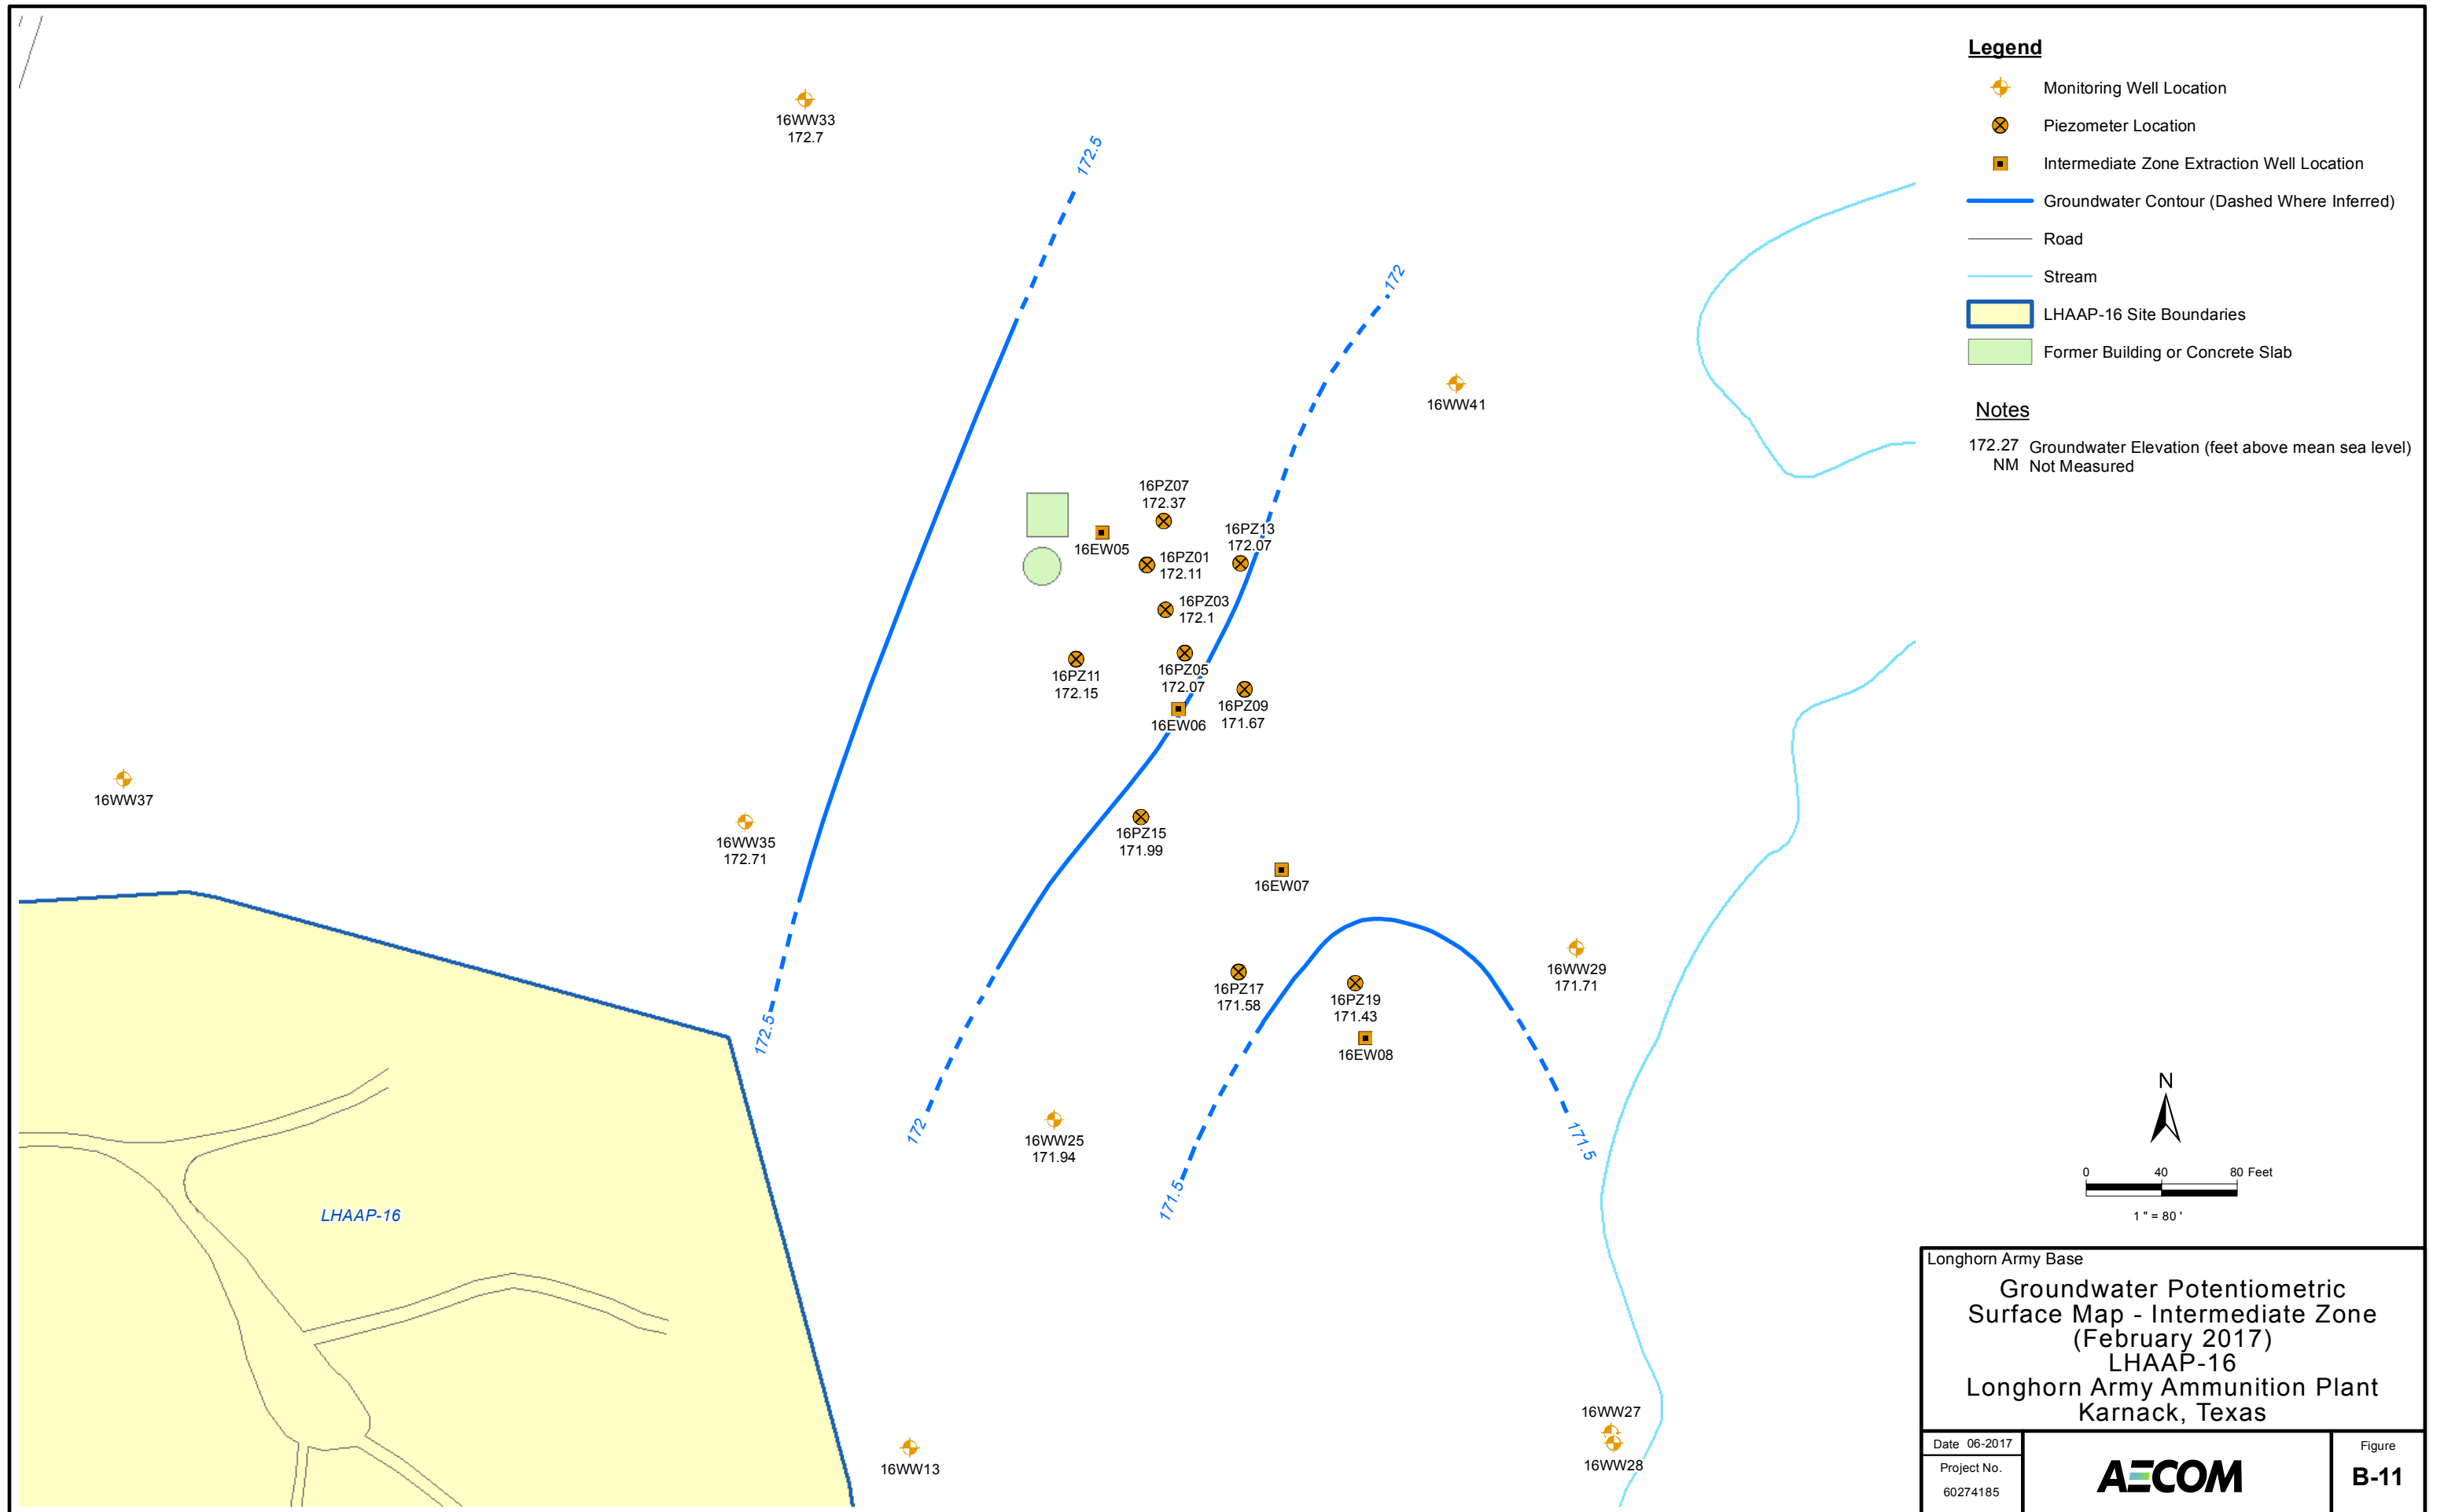 16WW33
172.7
172.5
172
16WW41
16PZ07
172.37
16EW05
16PZ13
172.07
16PZ01
172.11
16PZ03
172.1
16PZ11
172.15
16PZ05
172.07
16PZ09
171.67
16EW06
16WW37
16WW35
172.71
16PZ15
171.99
16EW07
16WW29
171.71
16PZ17
171.58
16PZ19
171.43
16EW08
172.5
172
16WW25
171.94
171.5
171.5
LHAAP-16
16WW13
16WW27
16WW28
Legend
Monitoring Well Location
Piezometer Location
Intermediate Zone Extraction Well Location
Groundwater Contour (Dashed Where Inferred)
Road
Stream
LHAAP-16 Site Boundaries
Former Building or Concrete Slab
Notes
172.27 Groundwater Elevation (feet above mean sea level)
NM Not Measured
N
0 40 80 Feet
1 " = 80 '
Longhorn Army Base
Groundwater Potentiometric
Surface Map - Intermediate Zone
(February 2017)
LHAAP-16
Longhorn Army Ammunition Plant
Karnack, Texas
Date 06-2017
Project No.
60274185
AECOM
Figure
B-11